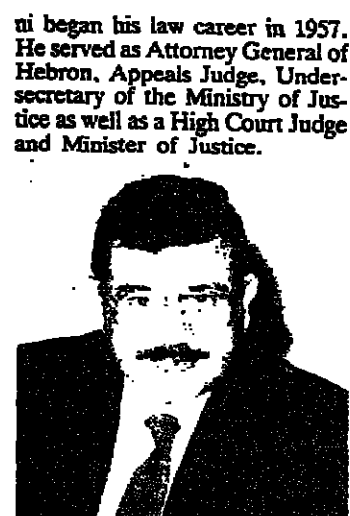 ni began his law career in 1957.
He served as Attorney General of
Hebron, Appeals Judge, Under-
secretary of the Ministry of Jus-
tice as well as a High Court Judge
and Minister of Justice.